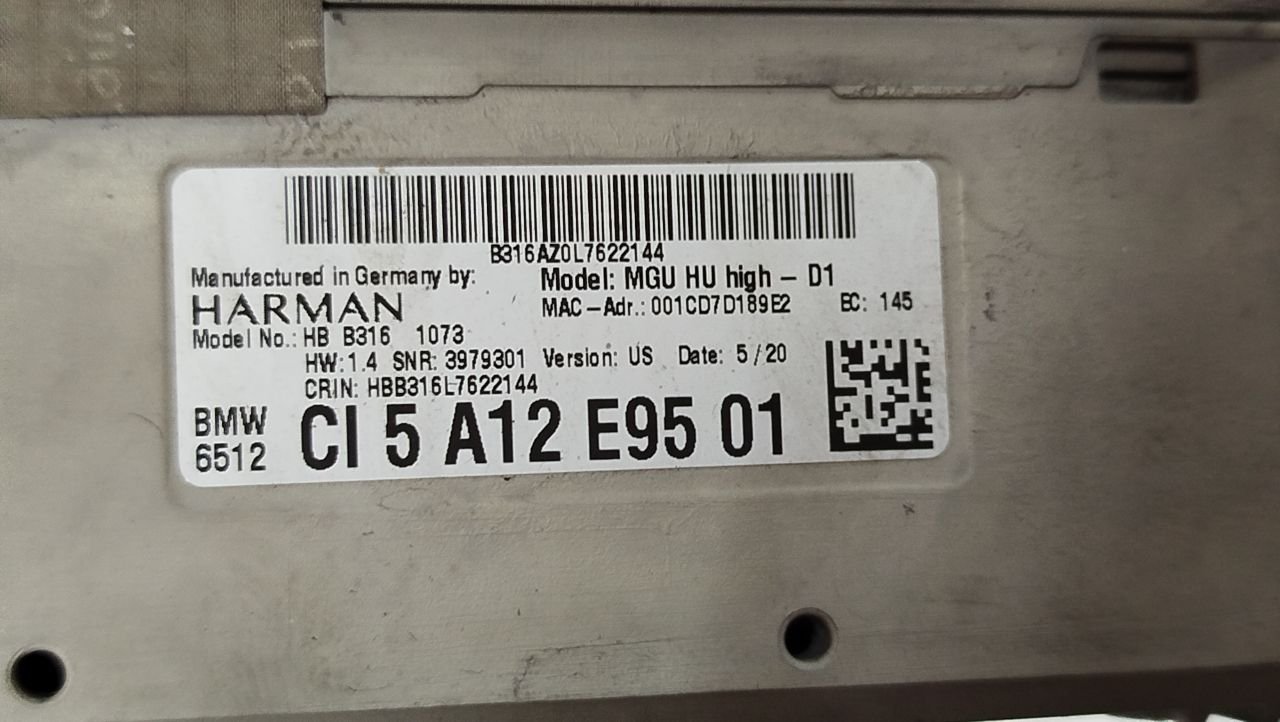 B316AZ0L7622144
Manufactured in Germany by:
HARMAN
Model: MGU HU high - D1
MAC-Adr.: 001CD7D189E2 EC: 145
Model No.: HB B316 1073
HW: 1.4 SNR: 3979301 Version: US Date: 5/20
CRIN: HBB316L7622144
BMW
6512
CI 5 A12 E95 01